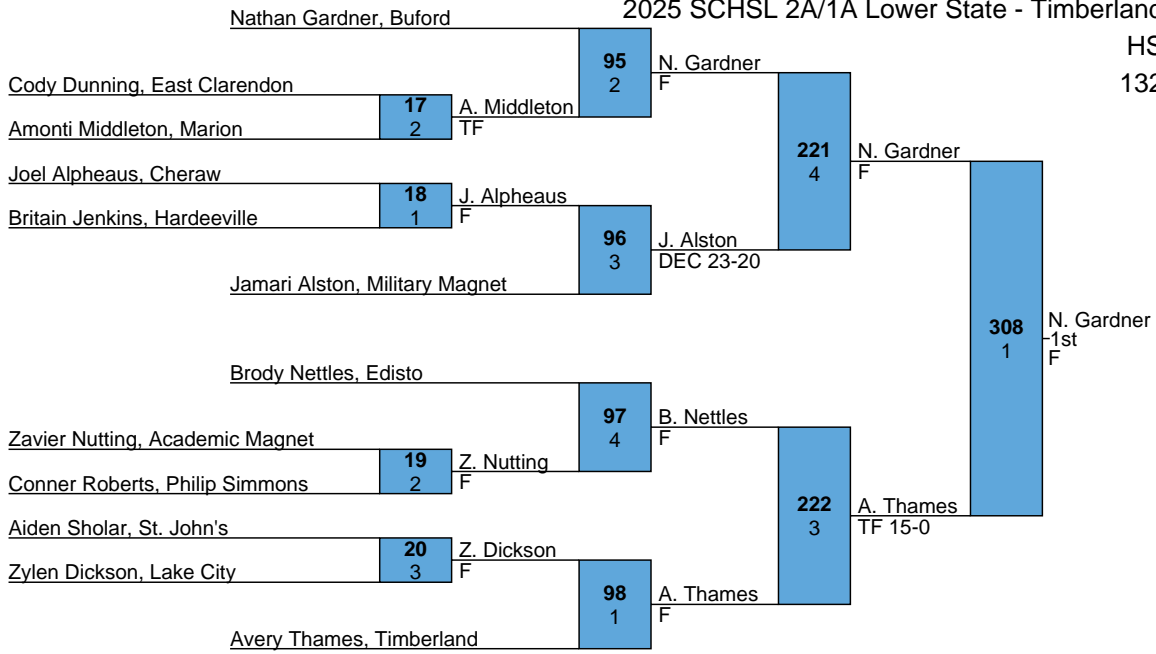 2025 SCHSL 2A/1A Lower State - Timberland
HS
132
Nathan Gardner, Buford
95
2
N. Gardner
F
Cody Dunning, East Clarendon
17
2
A. Middleton
TF
Amonti Middleton, Marion
221
4
N. Gardner
F
Joel Alpheaus, Cheraw
18
1
J. Alpheaus
F
Britain Jenkins, Hardeeville
96
3
J. Alston
DEC 23-20
Jamari Alston, Military Magnet
308
1
N. Gardner
1st
F
Brody Nettles, Edisto
97
4
B. Nettles
F
Zavier Nutting, Academic Magnet
19
2
Z. Nutting
F
Conner Roberts, Philip Simmons
222
3
A. Thames
TF 15-0
Aiden Sholar, St. John's
20
3
Z. Dickson
F
Zylen Dickson, Lake City
98
1
A. Thames
F
Avery Thames, Timberland